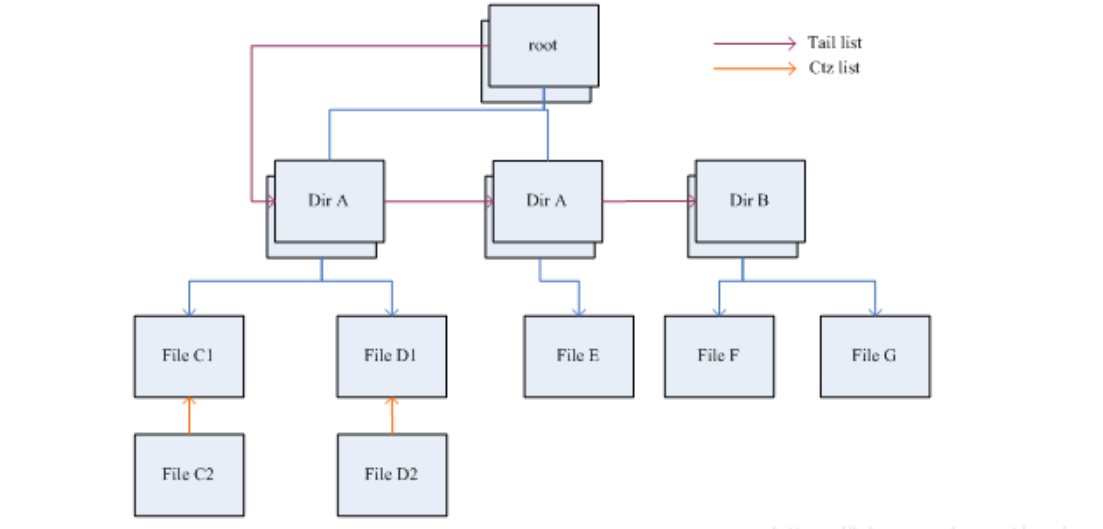 root
Tail list
Ctz list
Dir A
Dir A
Dir B
File C1
File D1
File E
File F
File G
File C2
File D2